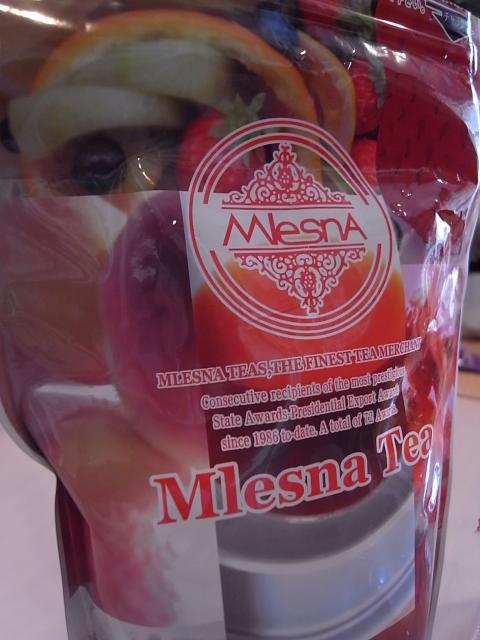 MlesnA
MLESNA TEAS, THE FINEST TEA MERCHANT
Consecutive recipients of the most prestigious
State Awards-Presidential Export Award
since 1986 to-date. A total of 72 Awards.
Mlesna Tea